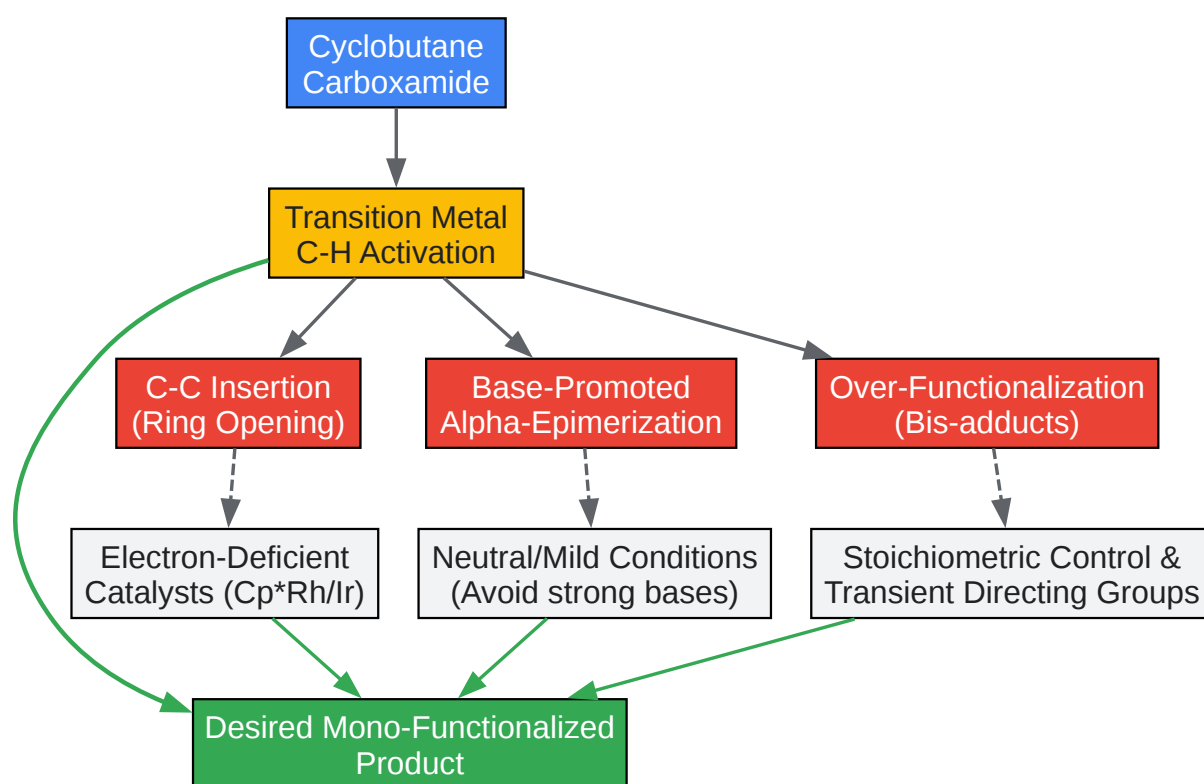 Cyclobutane
Carboxamide
Transition Metal
C-H Activation
C-C Insertion
(Ring Opening)
Base-Promoted
Alpha-Epimerization
Over-Functionalization
(Bis-adducts)
Electron-Deficient
Catalysts (Cp*Rh/Ir)
Neutral/Mild Conditions
(Avoid strong bases)
Stoichiometric Control &
Transient Directing Groups
Desired Mono-Functionalized
Product